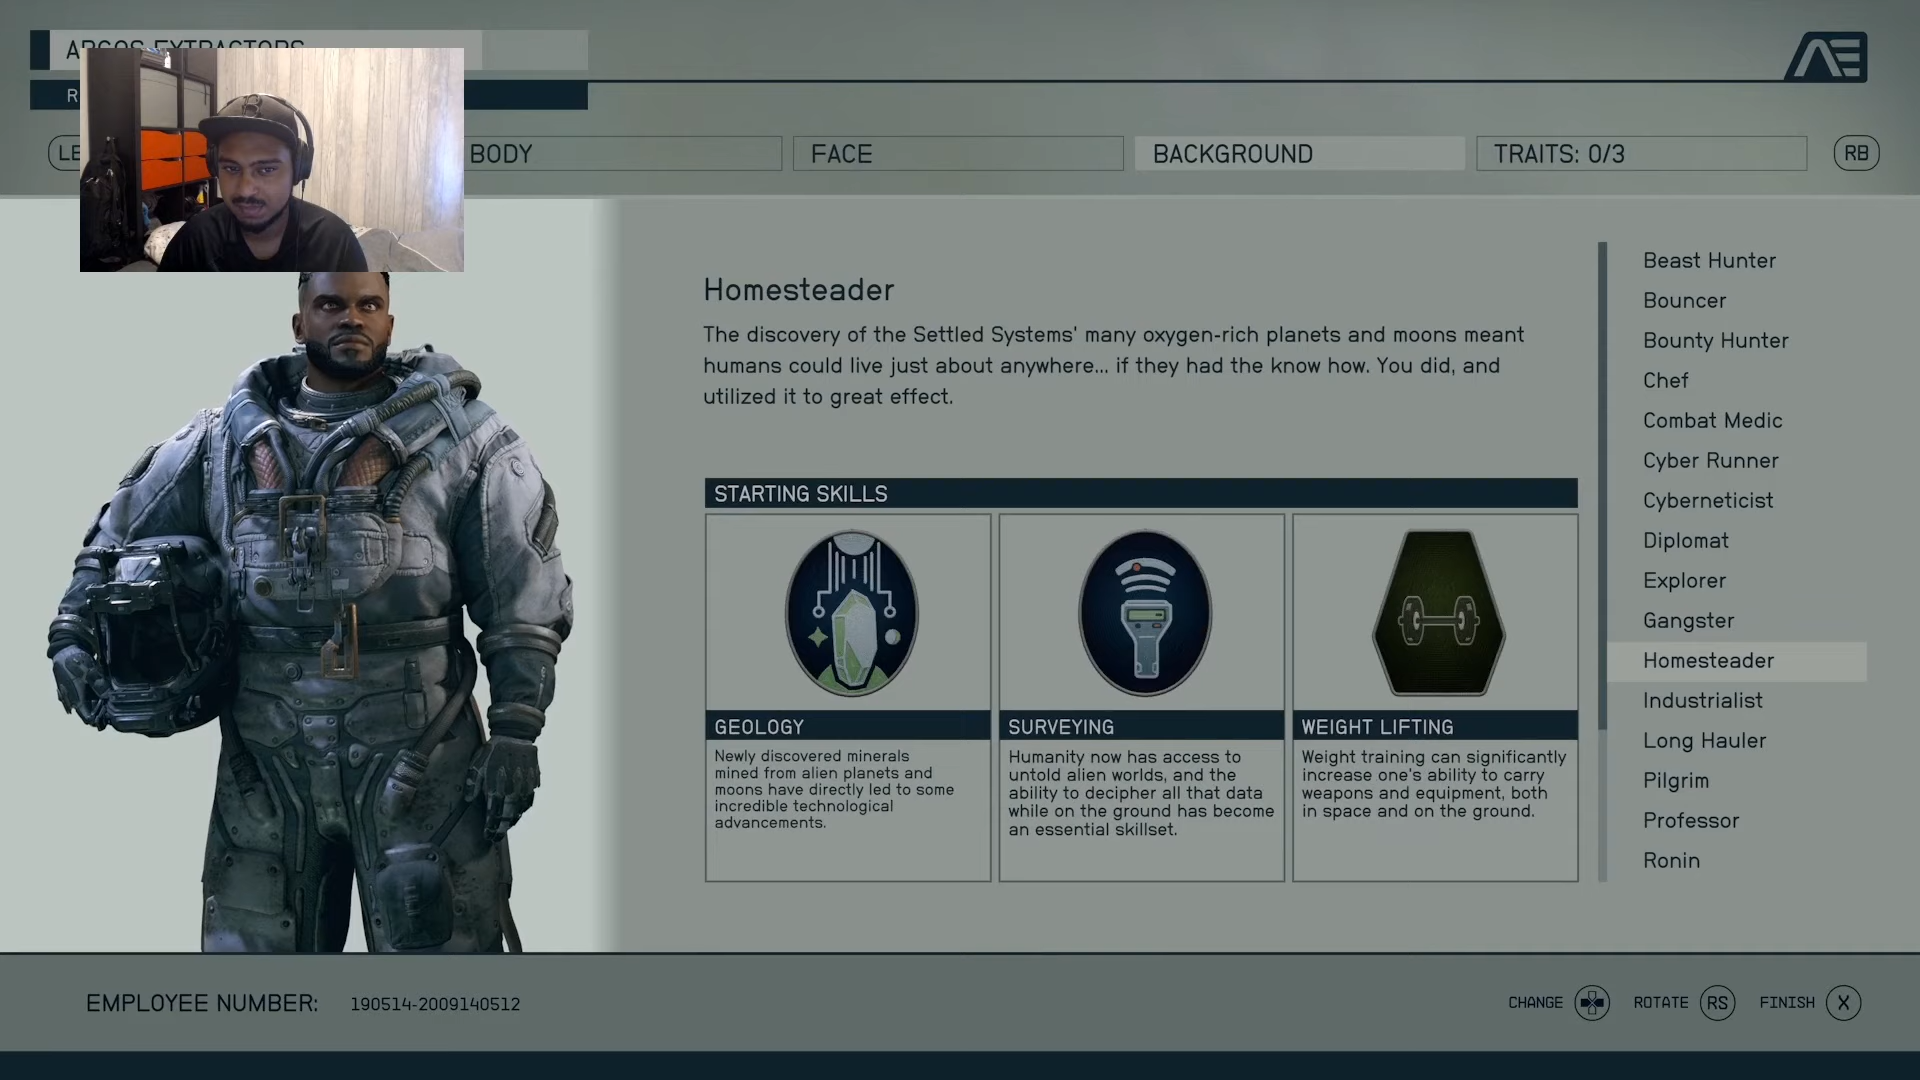 ARGOS EXTRACTORS
BODY
FACE
BACKGROUND
TRAITS: 0/3
RB
Homesteader
The discovery of the Settled Systems' many oxygen-rich planets and moons meant
humans could live just about anywhere... if they had the know how. You did, and
utilized it to great effect.
STARTING SKILLS
GEOLOGY
Newly discovered minerals
mined from alien planets and
moons have directly led to some
incredible technological
advancements.
SURVEYING
Humanity now has access to
untold alien worlds, and the
ability to decipher all that data
while on the ground has become
an essential skillset.
WEIGHT LIFTING
Weight training can significantly
increase one's ability to carry
weapons and equipment, both
in space and on the ground.
Beast Hunter
Bouncer
Bounty Hunter
Chef
Combat Medic
Cyber Runner
Cyberneticist
Diplomat
Explorer
Gangster
Homesteader
Industrialist
Long Hauler
Pilgrim
Professor
Ronin
EMPLOYEE NUMBER: 190514-2009140512
CHANGE
ROTATE RS
FINISH X